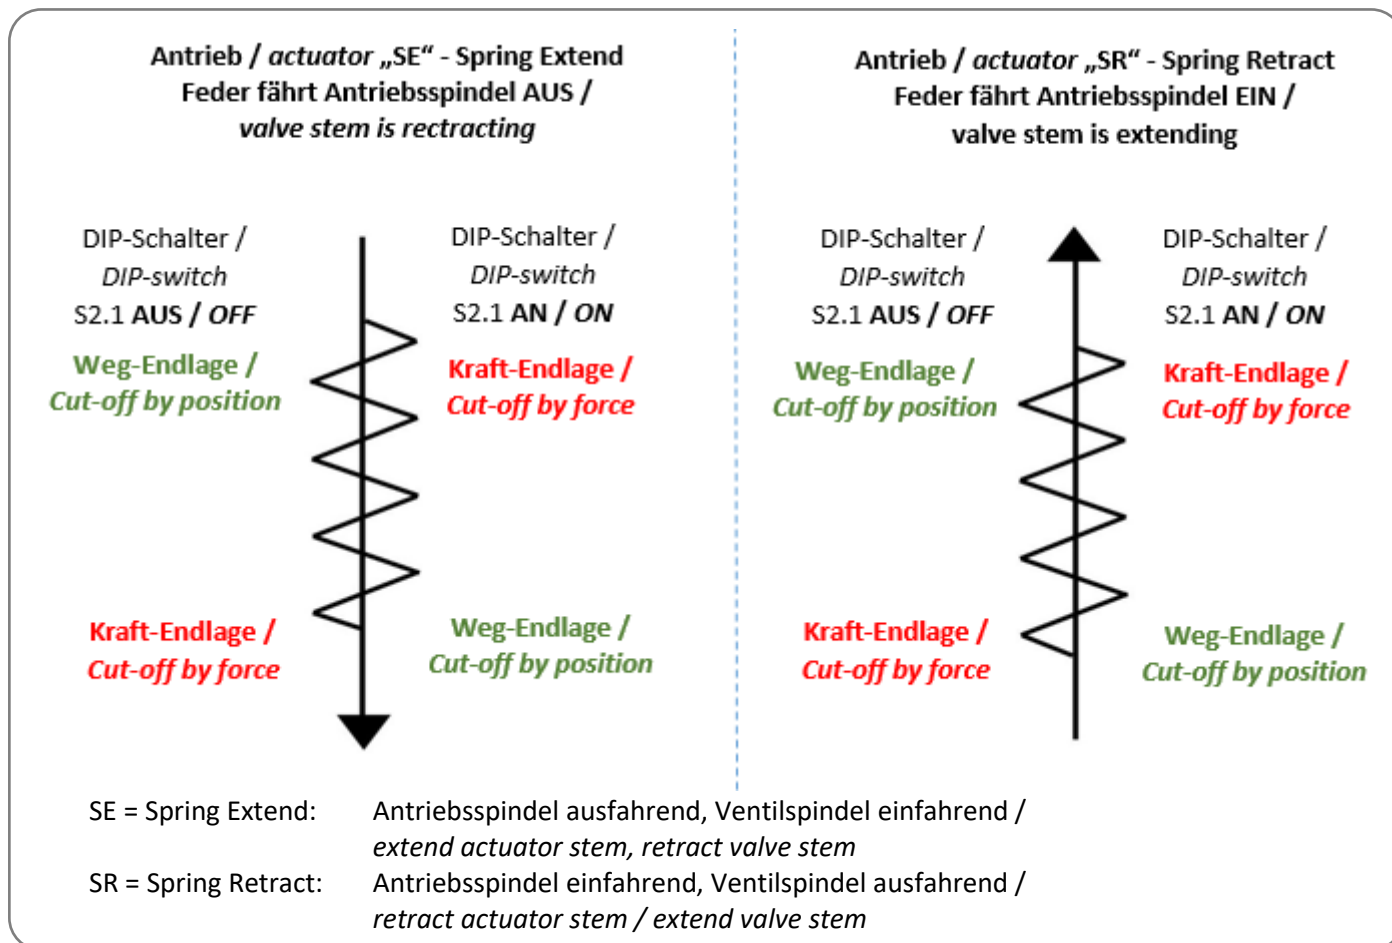 Antrieb / actuator „SE“ - Spring Extend
Feder fährt Antriebsspindel AUS /
valve stem is rectracting
DIP-Schalter /
DIP-switch
S2.1 AUS / OFF
Weg-Endlage /
Cut-off by position
DIP-Schalter /
DIP-switch
S2.1 AN / ON
Kraft-Endlage /
Cut-off by force
Kraft-Endlage /
Cut-off by force
Weg-Endlage /
Cut-off by position
Antrieb / actuator „SR“ - Spring Retract
Feder fährt Antriebsspindel EIN /
valve stem is extending
DIP-Schalter /
DIP-switch
S2.1 AUS / OFF
Weg-Endlage /
Cut-off by position
DIP-Schalter /
DIP-switch
S2.1 AN / ON
Kraft-Endlage /
Cut-off by force
Kraft-Endlage /
Cut-off by force
Weg-Endlage /
Cut-off by position
SE = Spring Extend: Antriebsspindel ausfahrend, Ventilspindel einfahrend /
extend actuator stem, retract valve stem
SR = Spring Retract: Antriebsspindel einfahrend, Ventilspindel ausfahrend /
retract actuator stem / extend valve stem